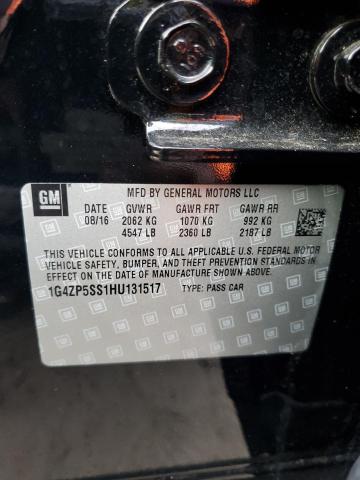 GM
MFD BY GENERAL MOTORS LLC
DATE GVWR GAWR FRT GAWR RR
08/16 2062 KG 1070 KG 992 KG
4547 LB 2360 LB 2187 LB
THIS VEHICLE CONFORMS TO ALL APPLICABLE U.S. FEDERAL MOTOR
VEHICLE SAFETY, BUMPER, AND THEFT PREVENTION STANDARDS IN
EFFECT ON THE DATE OF MANUFACTURE SHOWN ABOVE.
1G4ZP5SS1HU131517 TYPE: PASS CAR